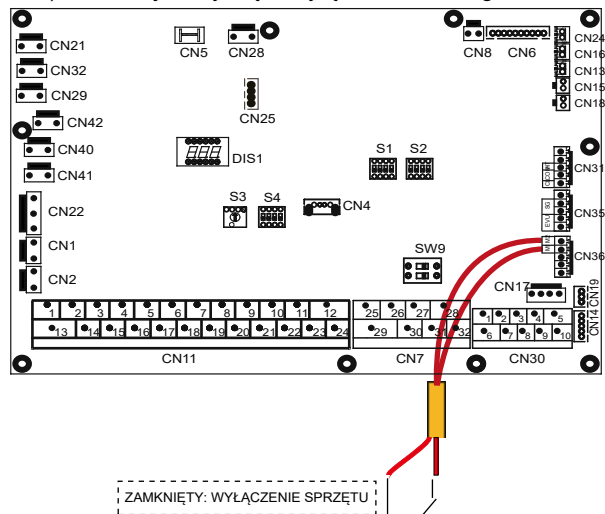 CN21
CN32
CN29
CN42
CN40
CN41
CN22
CN1
CN2
CN5
CN28
CN25
DIS1
S1 S2
S3 S4
CN4
SW9
CN8 CN6
CN24
CN16
CN13
CN15
CN18
CN31
CN35
CN36
EVU SG
M1 M2
CN17
CN19
CN14
1 2 3 4 5 6 7 8 9 10 11 12
13 14 15 16 17 18 19 20 21 22 23 24
25 26 27 28
29 30 31 32
1 2 3 4 5
6 7 8 9 10
CN11
CN7
CN30
ZAMKNIĘTY: WYŁĄCZENIE SPRZĘTU